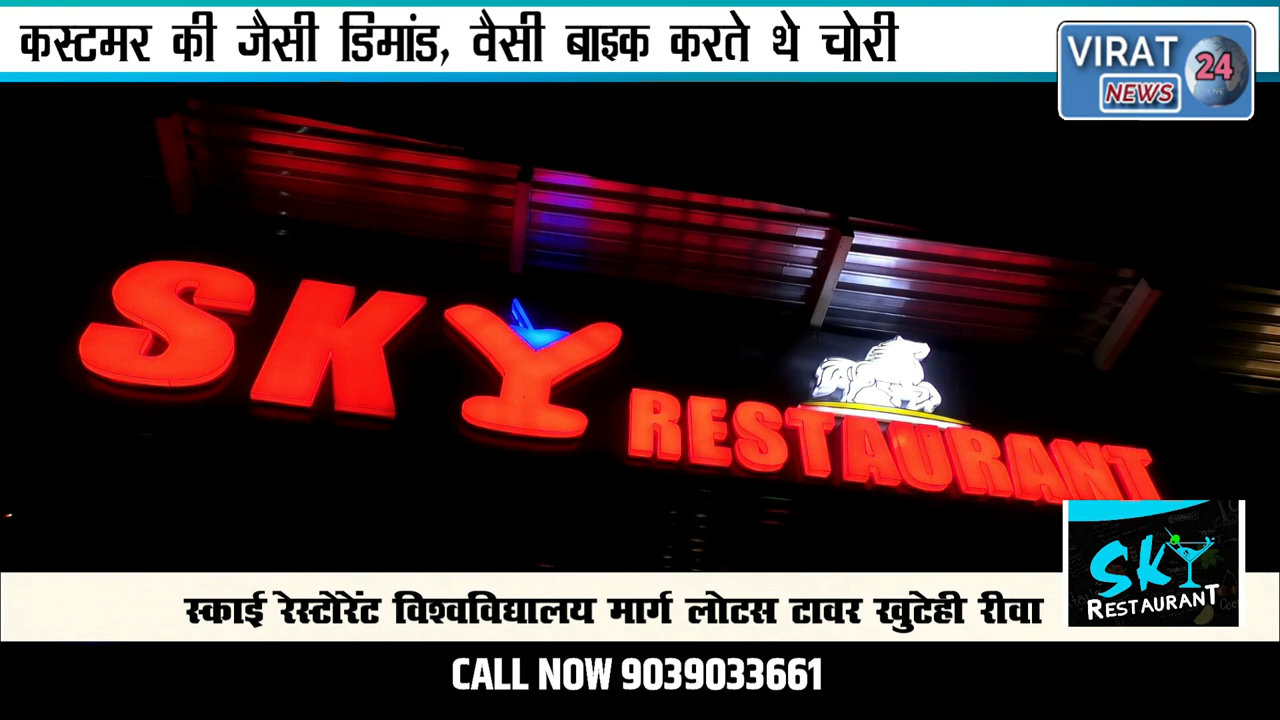 कस्टमर की जैसी डिमांड, वैसी बाइक करते थे चोरी
VIRAT 24
NEWS
SKY RESTAURANT
SKY
RESTAURANT
स्काई रेस्टोरेंट विश्वविद्यालय मार्ग लोटस टावर खुटेही रीवा
CALL NOW 9039033661